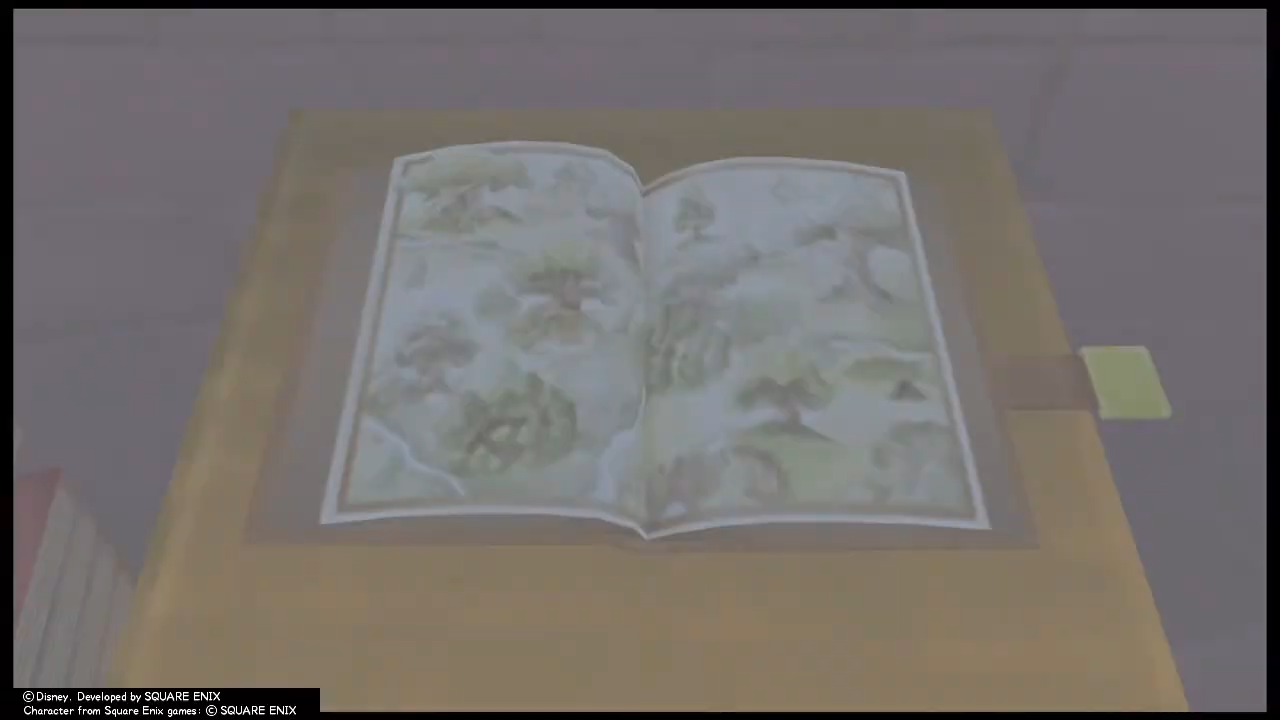 ©Disney. Developed by SQUARE ENIX
Character from Square Enix games: © SQUARE ENIX